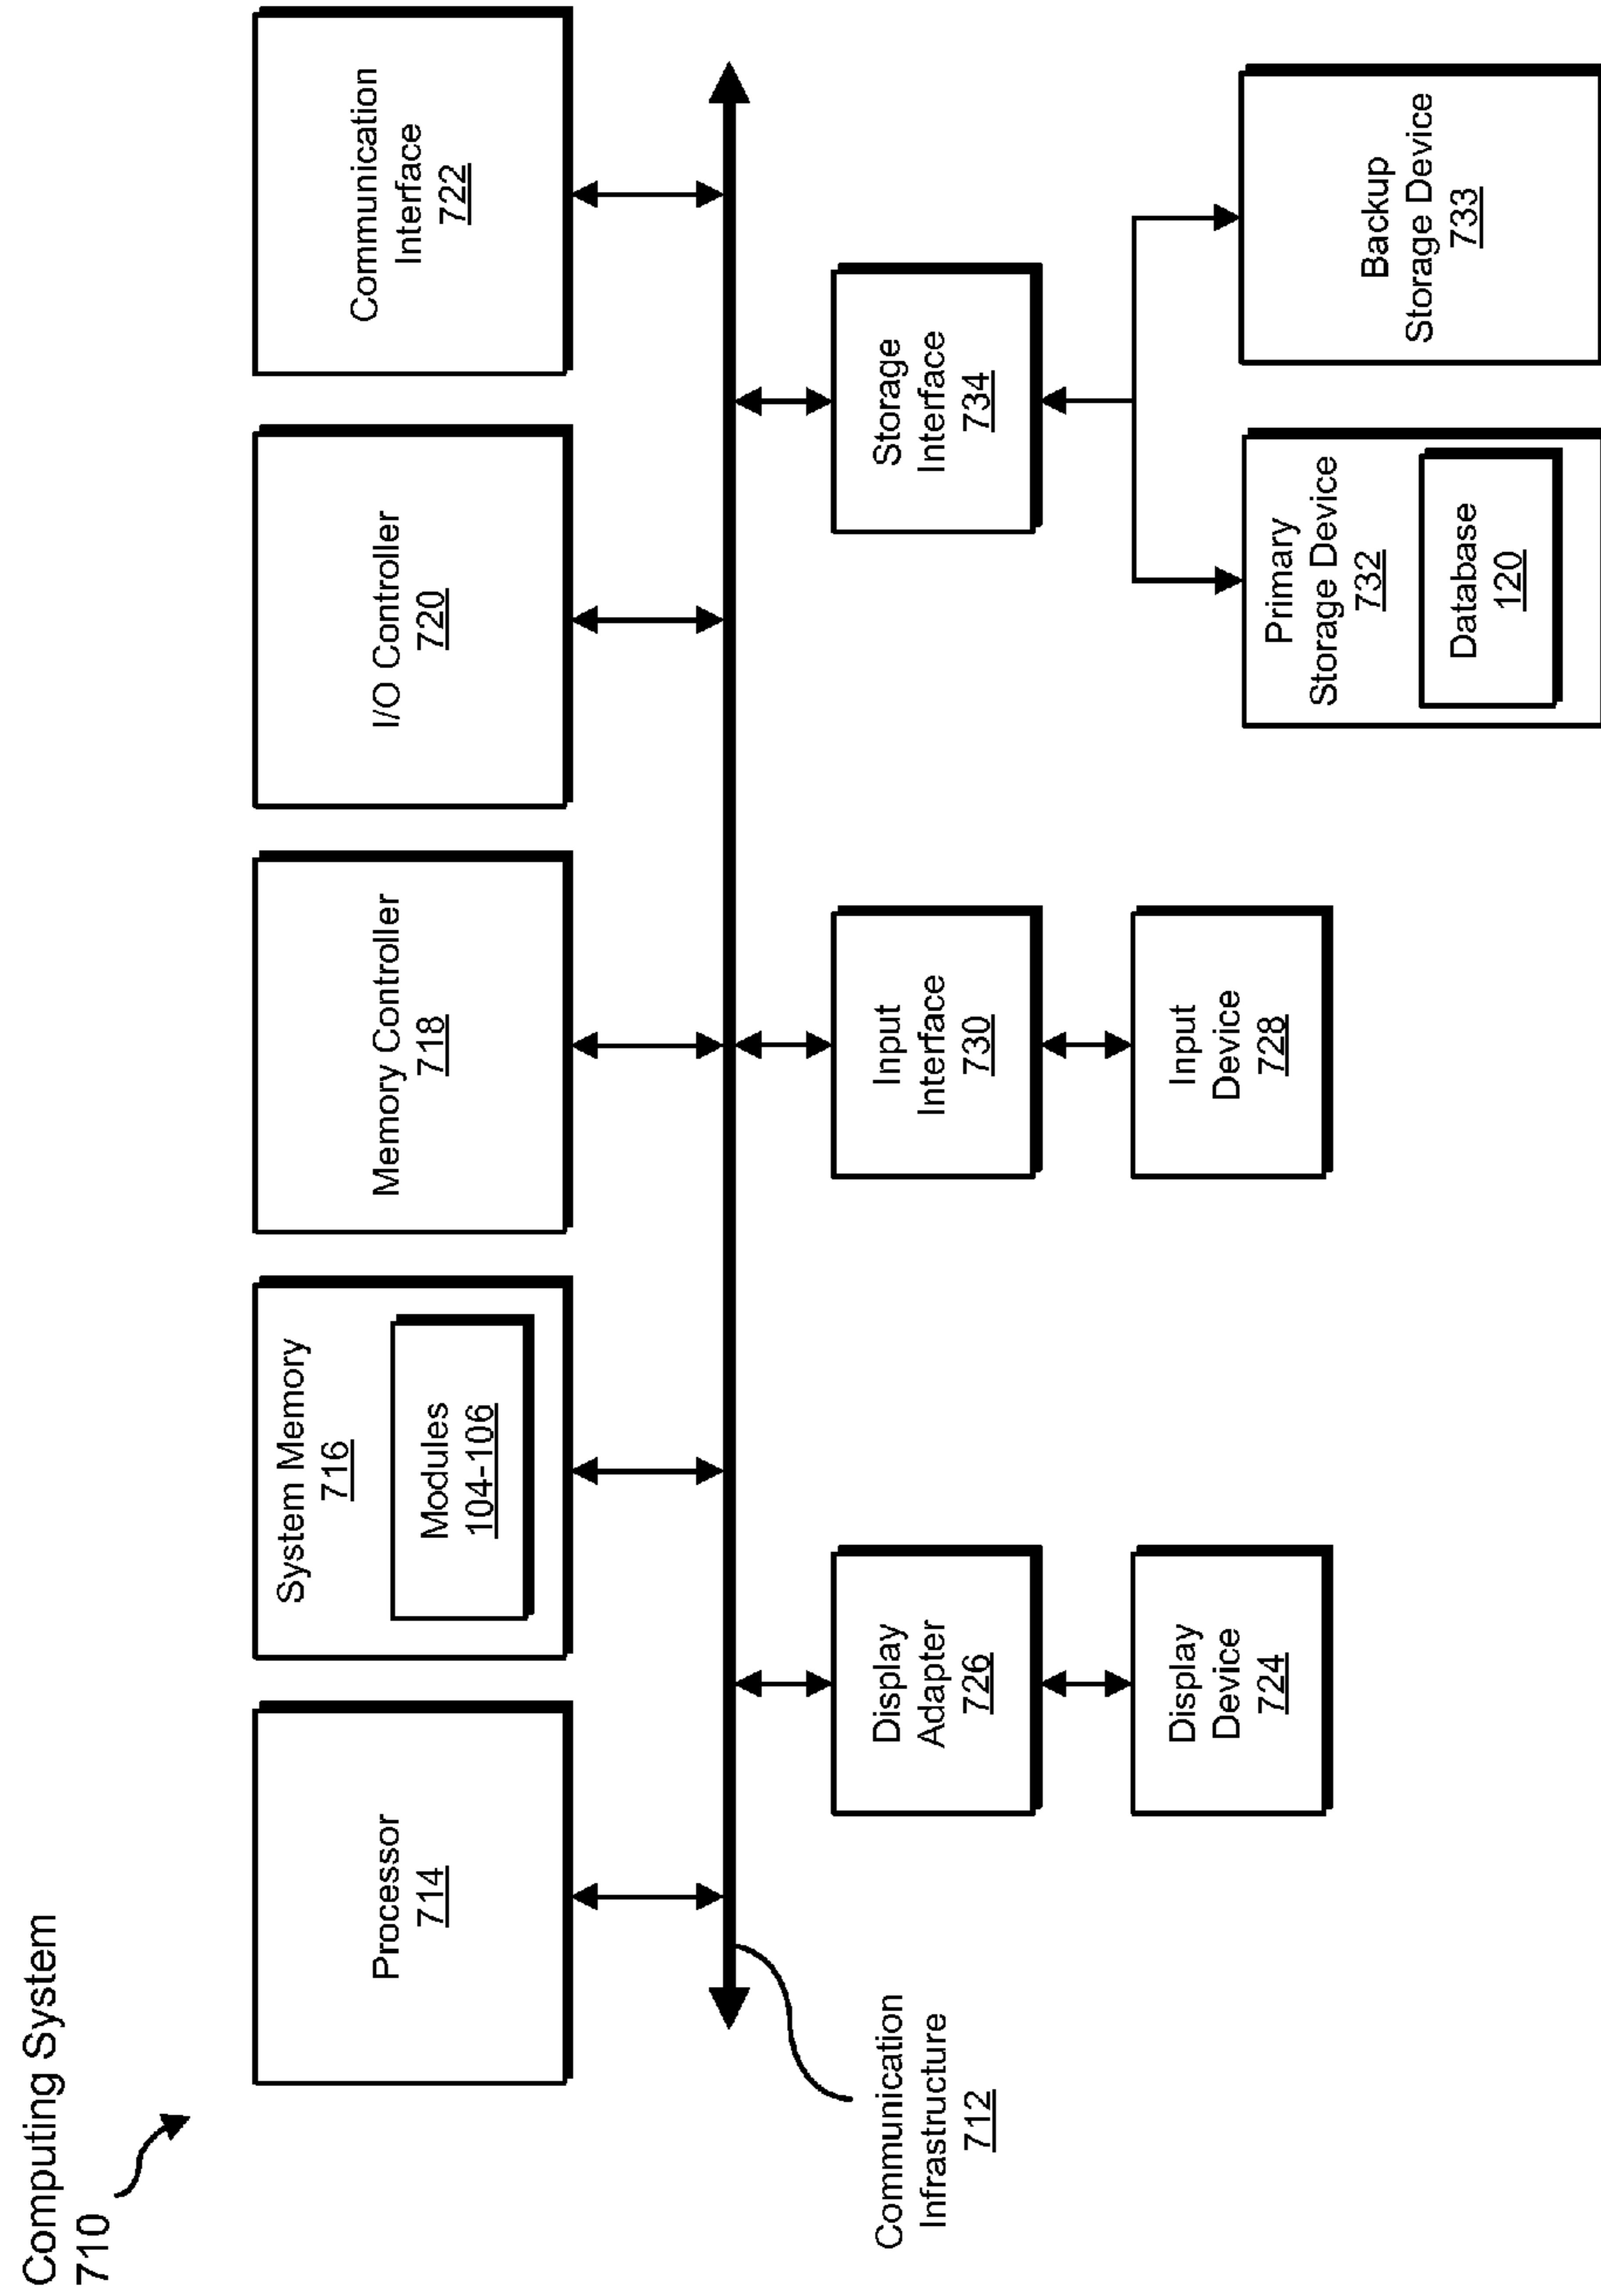 Computing System
710
Processor
714
System Memory
716
Modules
104-106
Memory Controller
718
I/O Controller
720
Communication
Interface
722
Communication
Infrastructure
712
Display
Adapter
726
Input
Interface
730
Storage
Interface
734
Display
Device
724
Input
Device
728
Primary
Storage Device
732
Database
120
Backup
Storage Device
733